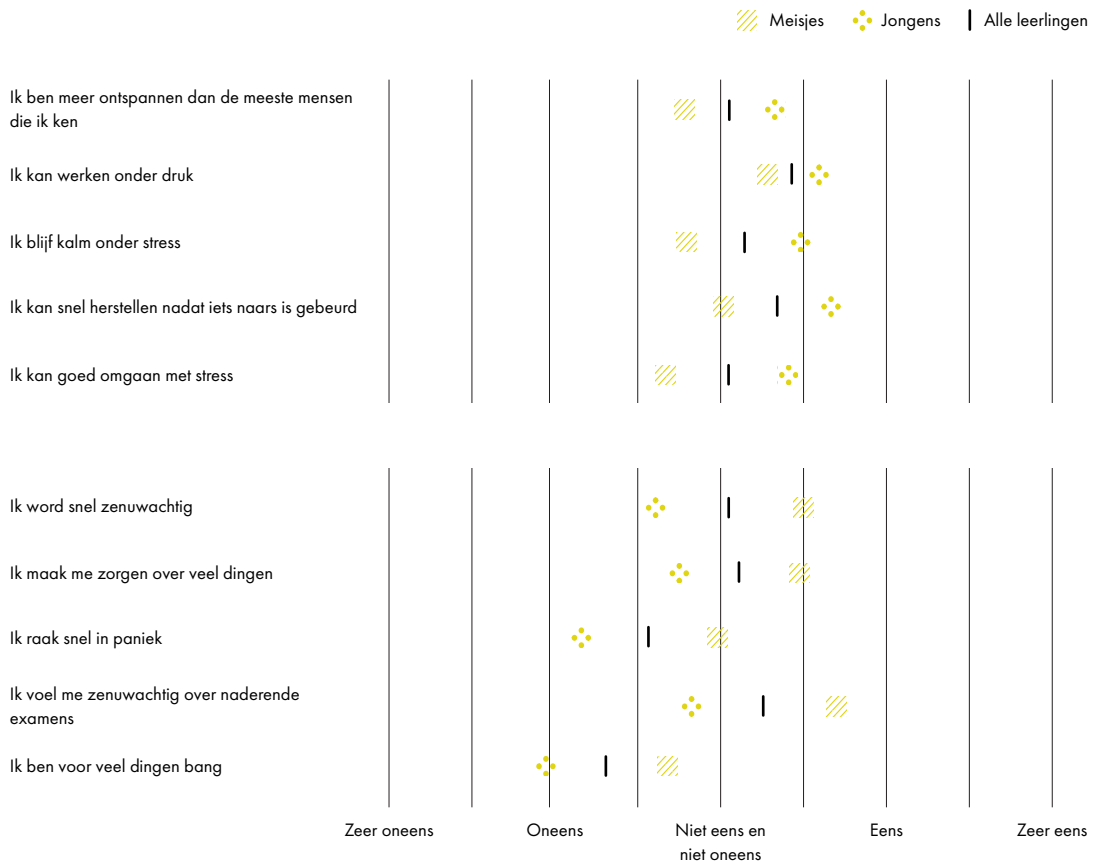 Meisjes Jongens Alle leerlingen
Ik ben meer ontspannen dan de meeste mensen
die ik ken
Ik kan werken onder druk
Ik blijf kalm onder stress
Ik kan snel herstellen nadat iets naars is gebeurd
Ik kan goed omgaan met stress
Ik word snel zenuwachtig
Ik maak me zorgen over veel dingen
Ik raak snel in paniek
Ik voel me zenuwachtig over naderende
examens
Ik ben voor veel dingen bang
Zeer oneens Oneens Niet eens en Eens Zeer eens
niet oneens